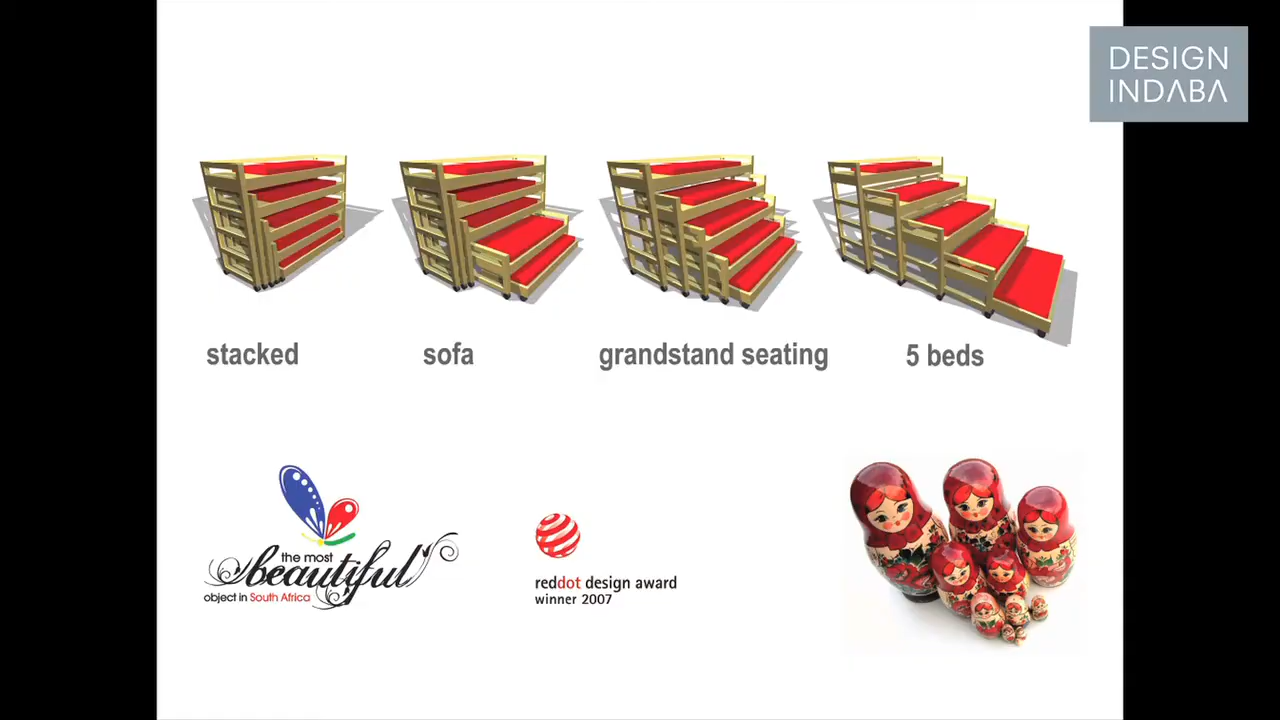 DESIGN
INDABA
stacked
sofa
grandstand seating
5 beds
the most
beautiful
object in South Africa
reddot design award
winner 2007